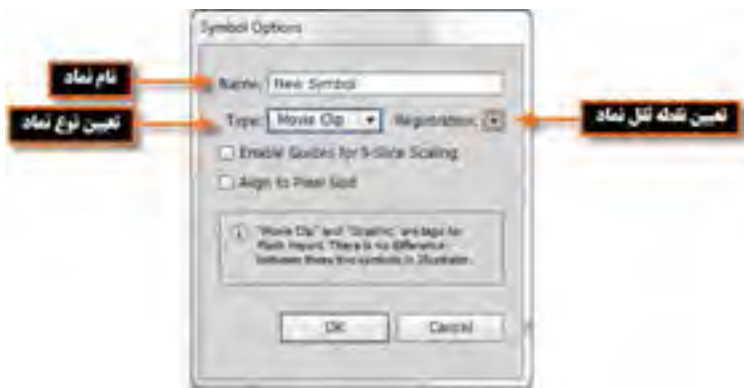 Symbol Options
نام نماد
Name: New Symbol
تعیین نوع نماد
Type: Movie Clip Registration:
تعیین نقطه ثقل نماد
Enable Guides for 9-Slice Scaling
Align to Pixel Grid
"Movie Clip" and "Graphic" are tags for
Flash import. There is no difference
between these two symbols in Illustrator.
OK Cancel